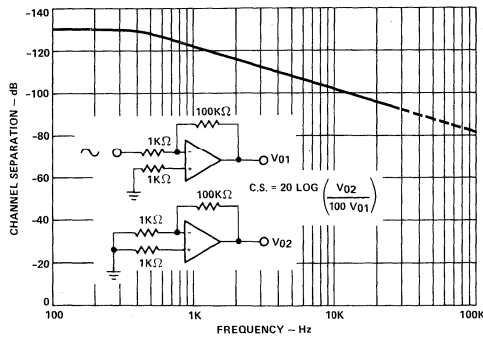 -140
-120
-100
-80
-60
-40
-20
0
CHANNEL SEPARATION – dB
100KΩ
1KΩ
1KΩ
V01
C.S. = 20 LOG (V02 / 100 V01)
100KΩ
1KΩ
1KΩ
V02
100 1K 10K 100K
FREQUENCY – Hz